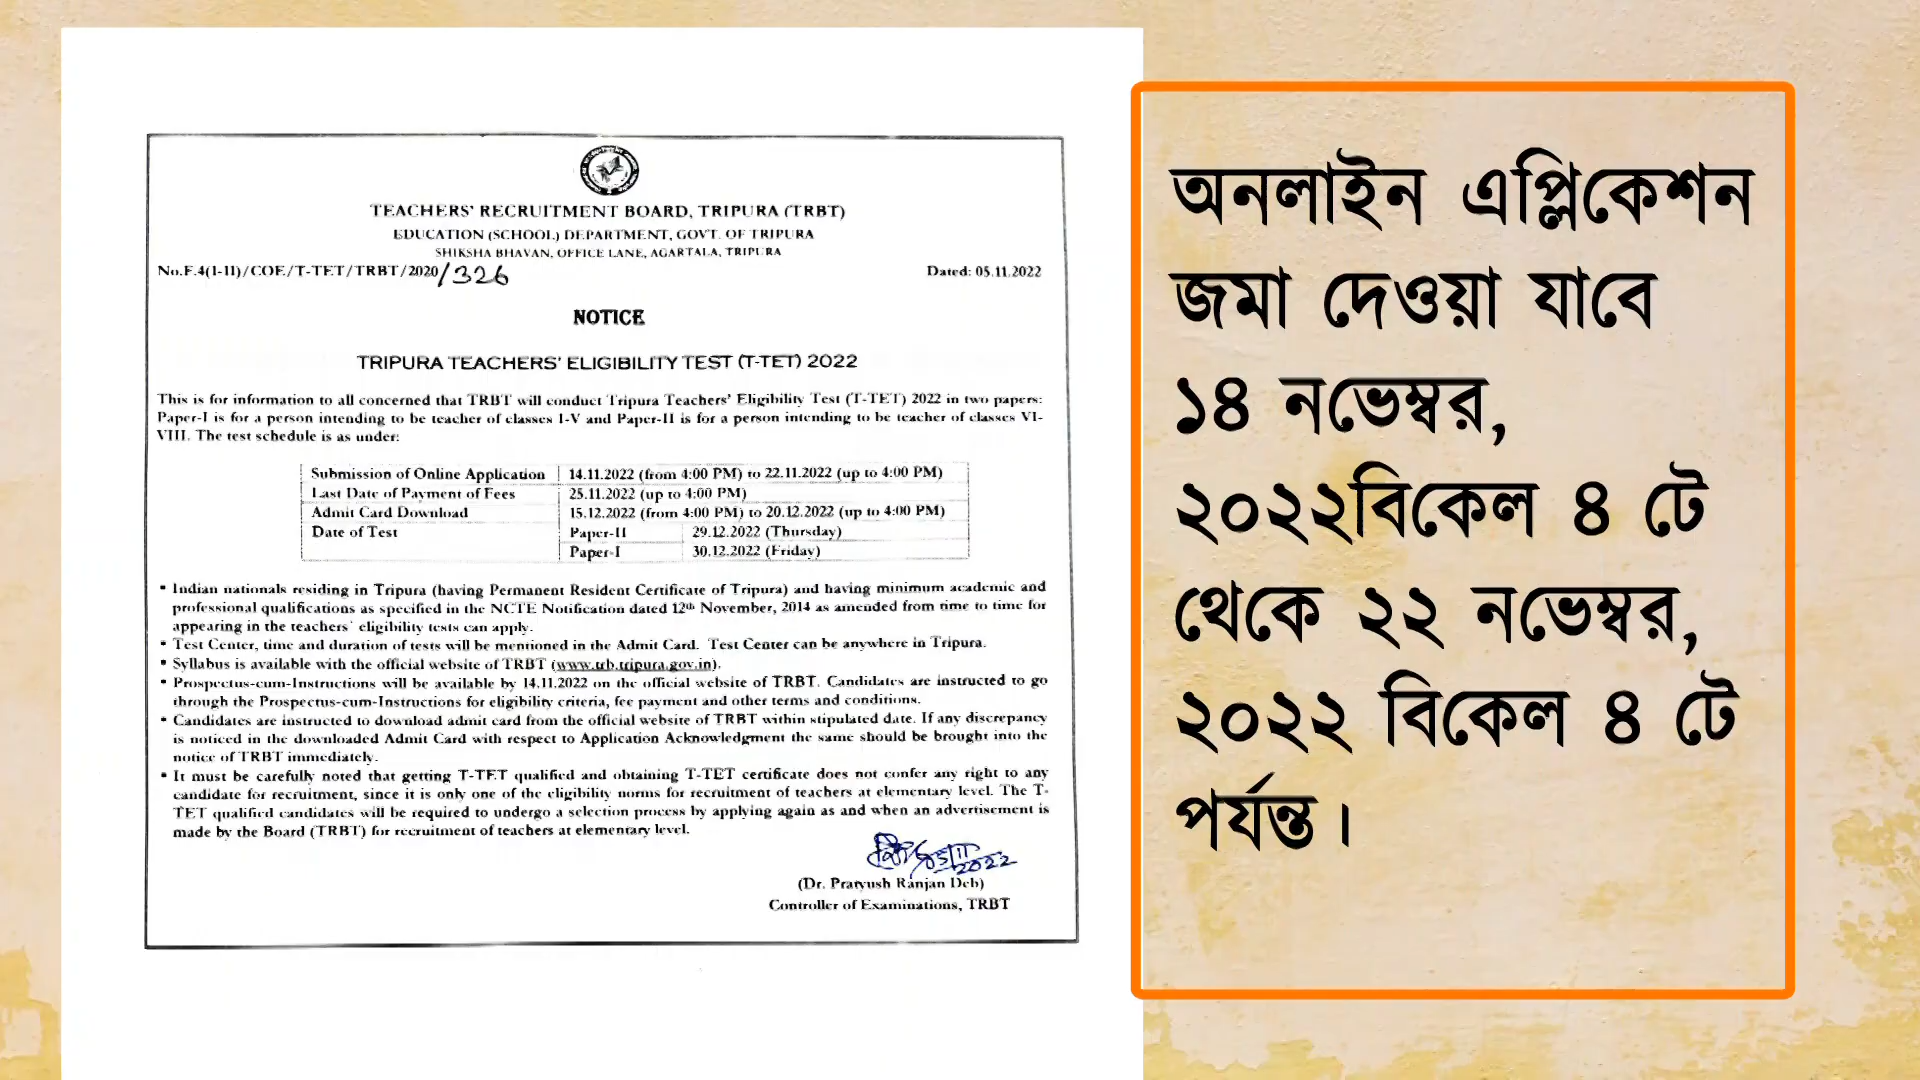 TEACHERS' RECRUITMENT BOARD, TRIPURA (TRBT)
EDUCATION (SCHOOL) DEPARTMENT, GOVT. OF TRIPURA
SHIKSHA BHAVAN, OFFICE LANE, AGARTALA, TRIPURA
No.F.4(1-11)/COE/T-TET/TRBT/2020/326 Dated: 05.11.2022
NOTICE
TRIPURA TEACHERS' ELIGIBILITY TEST (T-TET) 2022
This is for information to all concerned that TRBT will conduct Tripura Teachers' Eligibility Test (T-TET) 2022 in two papers:
Paper-I is for a person intending to be teacher of classes I-V and Paper-II is for a person intending to be teacher of classes VI-
VIII. The test schedule is as under:
Submission of Online Application 14.11.2022 (from 4:00 PM) to 22.11.2022 (up to 4:00 PM)
Last Date of Payment of Fees 25.11.2022 (up to 4:00 PM)
Admit Card Download 15.12.2022 (from 4:00 PM) to 20.12.2022 (up to 4:00 PM)
Date of Test Paper-II 29.12.2022 (Thursday)
Paper-I 30.12.2022 (Friday)
▪ Indian nationals residing in Tripura (having Permanent Resident Certificate of Tripura) and having minimum academic and
professional qualifications as specified in the NCTE Notification dated 12th November, 2014 as amended from time to time for
appearing in the teachers' eligibility tests can apply.
▪ Test Center, time and duration of tests will be mentioned in the Admit Card. Test Center can be anywhere in Tripura.
▪ Syllabus is available with the official website of TRBT (www.trb.tripura.gov.in).
▪ Prospectus-cum-Instructions will be available by 14.11.2022 on the official website of TRBT. Candidates are instructed to go
through the Prospectus-cum-Instructions for eligibility criteria, fee payment and other terms and conditions.
▪ Candidates are instructed to download admit card from the official website of TRBT within stipulated date. If any discrepancy
is noticed in the downloaded Admit Card with respect to Application Acknowledgment the same should be brought into the
notice of TRBT immediately.
▪ It must be carefully noted that getting T-TET qualified and obtaining T-TET certificate does not confer any right to any
candidate for recruitment, since it is only one of the eligibility norms for recruitment of teachers at elementary level. The T-
TET qualified candidates will be required to undergo a selection process by applying again as and when an advertisement is
made by the Board (TRBT) for recruitment of teachers at elementary level.
05/11/2022
(Dr. Pratyush Ranjan Deb)
Controller of Examinations, TRBT
অনলাইন এপ্লিকেশন
জমা দেওয়া যাবে
১৪ নভেম্বর,
২০২২বিকেল ৪ টে
থেকে ২২ নভেম্বর,
২০২২ বিকেল ৪ টে
পর্যন্ত।